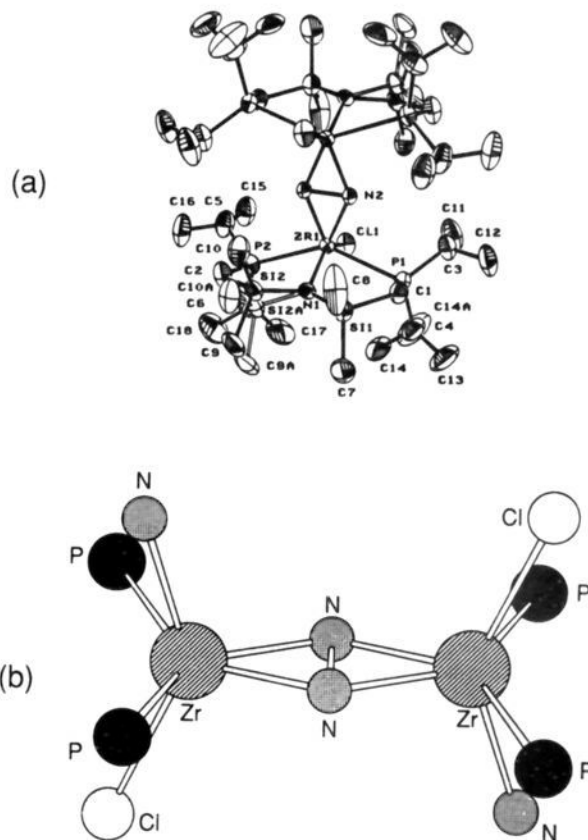 (a)
N2
C16
C5
C15
C11
C12
ZR1
CL1
C10
P2
P1
C3
C2
SI2
C8
C1
C10A
N1
C14A
C6
SI2A
SI1
C4
C18
C17
C9
C14
C13
C9A
C7
(b)
N
Cl
P
P
N
Zr
N
Zr
P
P
Cl
N